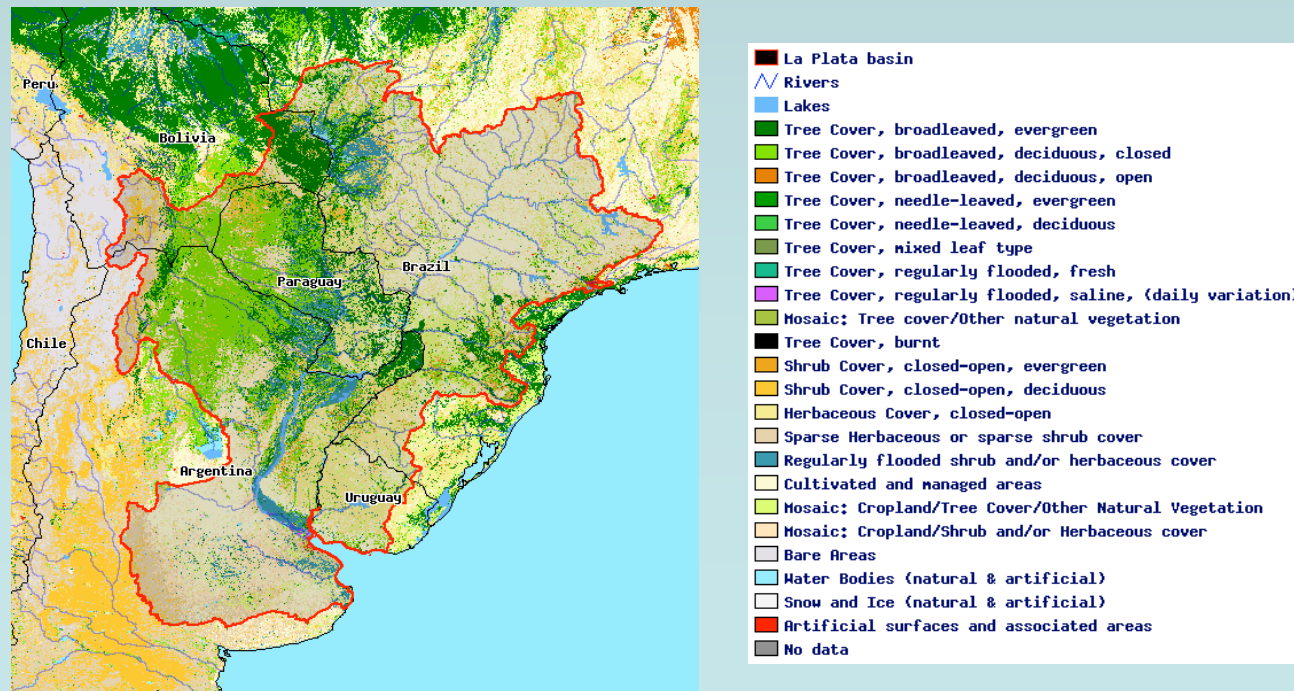 Peru
Bolivia
Paraguay
Brazil
Chile
Argentina
Uruguay
La Plata basin
Rivers
Lakes
Tree Cover, broadleaved, evergreen
Tree Cover, broadleaved, deciduous, closed
Tree Cover, broadleaved, deciduous, open
Tree Cover, needle-leaved, evergreen
Tree Cover, needle-leaved, deciduous
Tree Cover, mixed leaf type
Tree Cover, regularly flooded, fresh
Tree Cover, regularly flooded, saline, (daily variation)
Mosaic: Tree cover/Other natural vegetation
Tree Cover, burnt
Shrub Cover, closed-open, evergreen
Shrub Cover, closed-open, deciduous
Herbaceous Cover, closed-open
Sparse Herbaceous or sparse shrub cover
Regularly flooded shrub and/or herbaceous cover
Cultivated and managed areas
Mosaic: Cropland/Tree Cover/Other Natural Vegetation
Mosaic: Cropland/Shrub and/or Herbaceous cover
Bare Areas
Water Bodies (natural & artificial)
Snow and Ice (natural & artificial)
Artificial surfaces and associated areas
No data